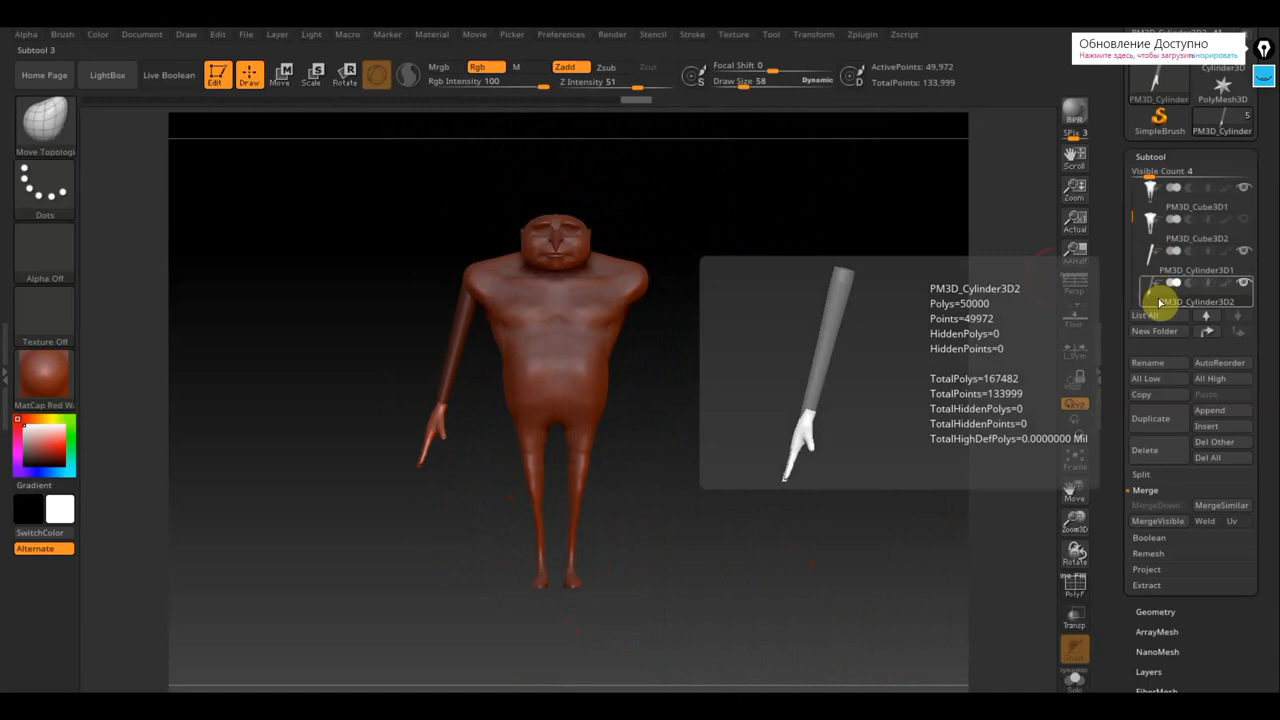 Alpha Brush Color Document Draw Edit File Layer Light Macro Marker Material Movie Picker Preferences Render Stencil Stroke Texture Tool Transform Zplugin Zscript
Обновление Доступно
Нажмите здесь, чтобы загрузить
Subtool 3
Home Page
LightBox
Live Boolean
Edit
Draw
Move
Scale
Rotate
Mrgb Rgb M
Rgb Intensity 100
Zadd Zsub Zcut
Z Intensity 51
Focal Shift 0
Draw Size 58 Dynamic
ActivePoints: 49,972
TotalPoints: 133,999
Move Topologi
Dots
Alpha Off
Texture Off
MatCap Red Wa
Gradient
SwitchColor
Alternate
BPR
SPix 3
Scroll
Zoom
Actual
AAHalf
Persp
Floor
L.Sym
Frame
Move
Zoom3D
Rotate
PolyF
Transp
Solo
PM3D_Cylinder3D2
Polys=50000
Points=49972
HiddenPolys=0
HiddenPoints=0
TotalPolys=167482
TotalPoints=133999
TotalHiddenPolys=0
TotalHiddenPoints=0
TotalHighDefPolys=0.0000000 Mil
Cylinder3D
PM3D_Cylinder PolyMesh3D
5
SimpleBrush PM3D_Cylinder
Subtool
Visible Count 4
PM3D_Cube3D1
PM3D_Cube3D2
PM3D_Cylinder3D1
PM3D_Cylinder3D2
List All
New Folder
Rename AutoReorder
All Low All High
Copy Paste
Duplicate Append
Insert
Delete Del Other
Del All
Split
Merge
MergeDown MergeSimilar
MergeVisible Weld Uv
Boolean
Remesh
Project
Extract
Geometry
ArrayMesh
NanoMesh
Layers
FiberMesh